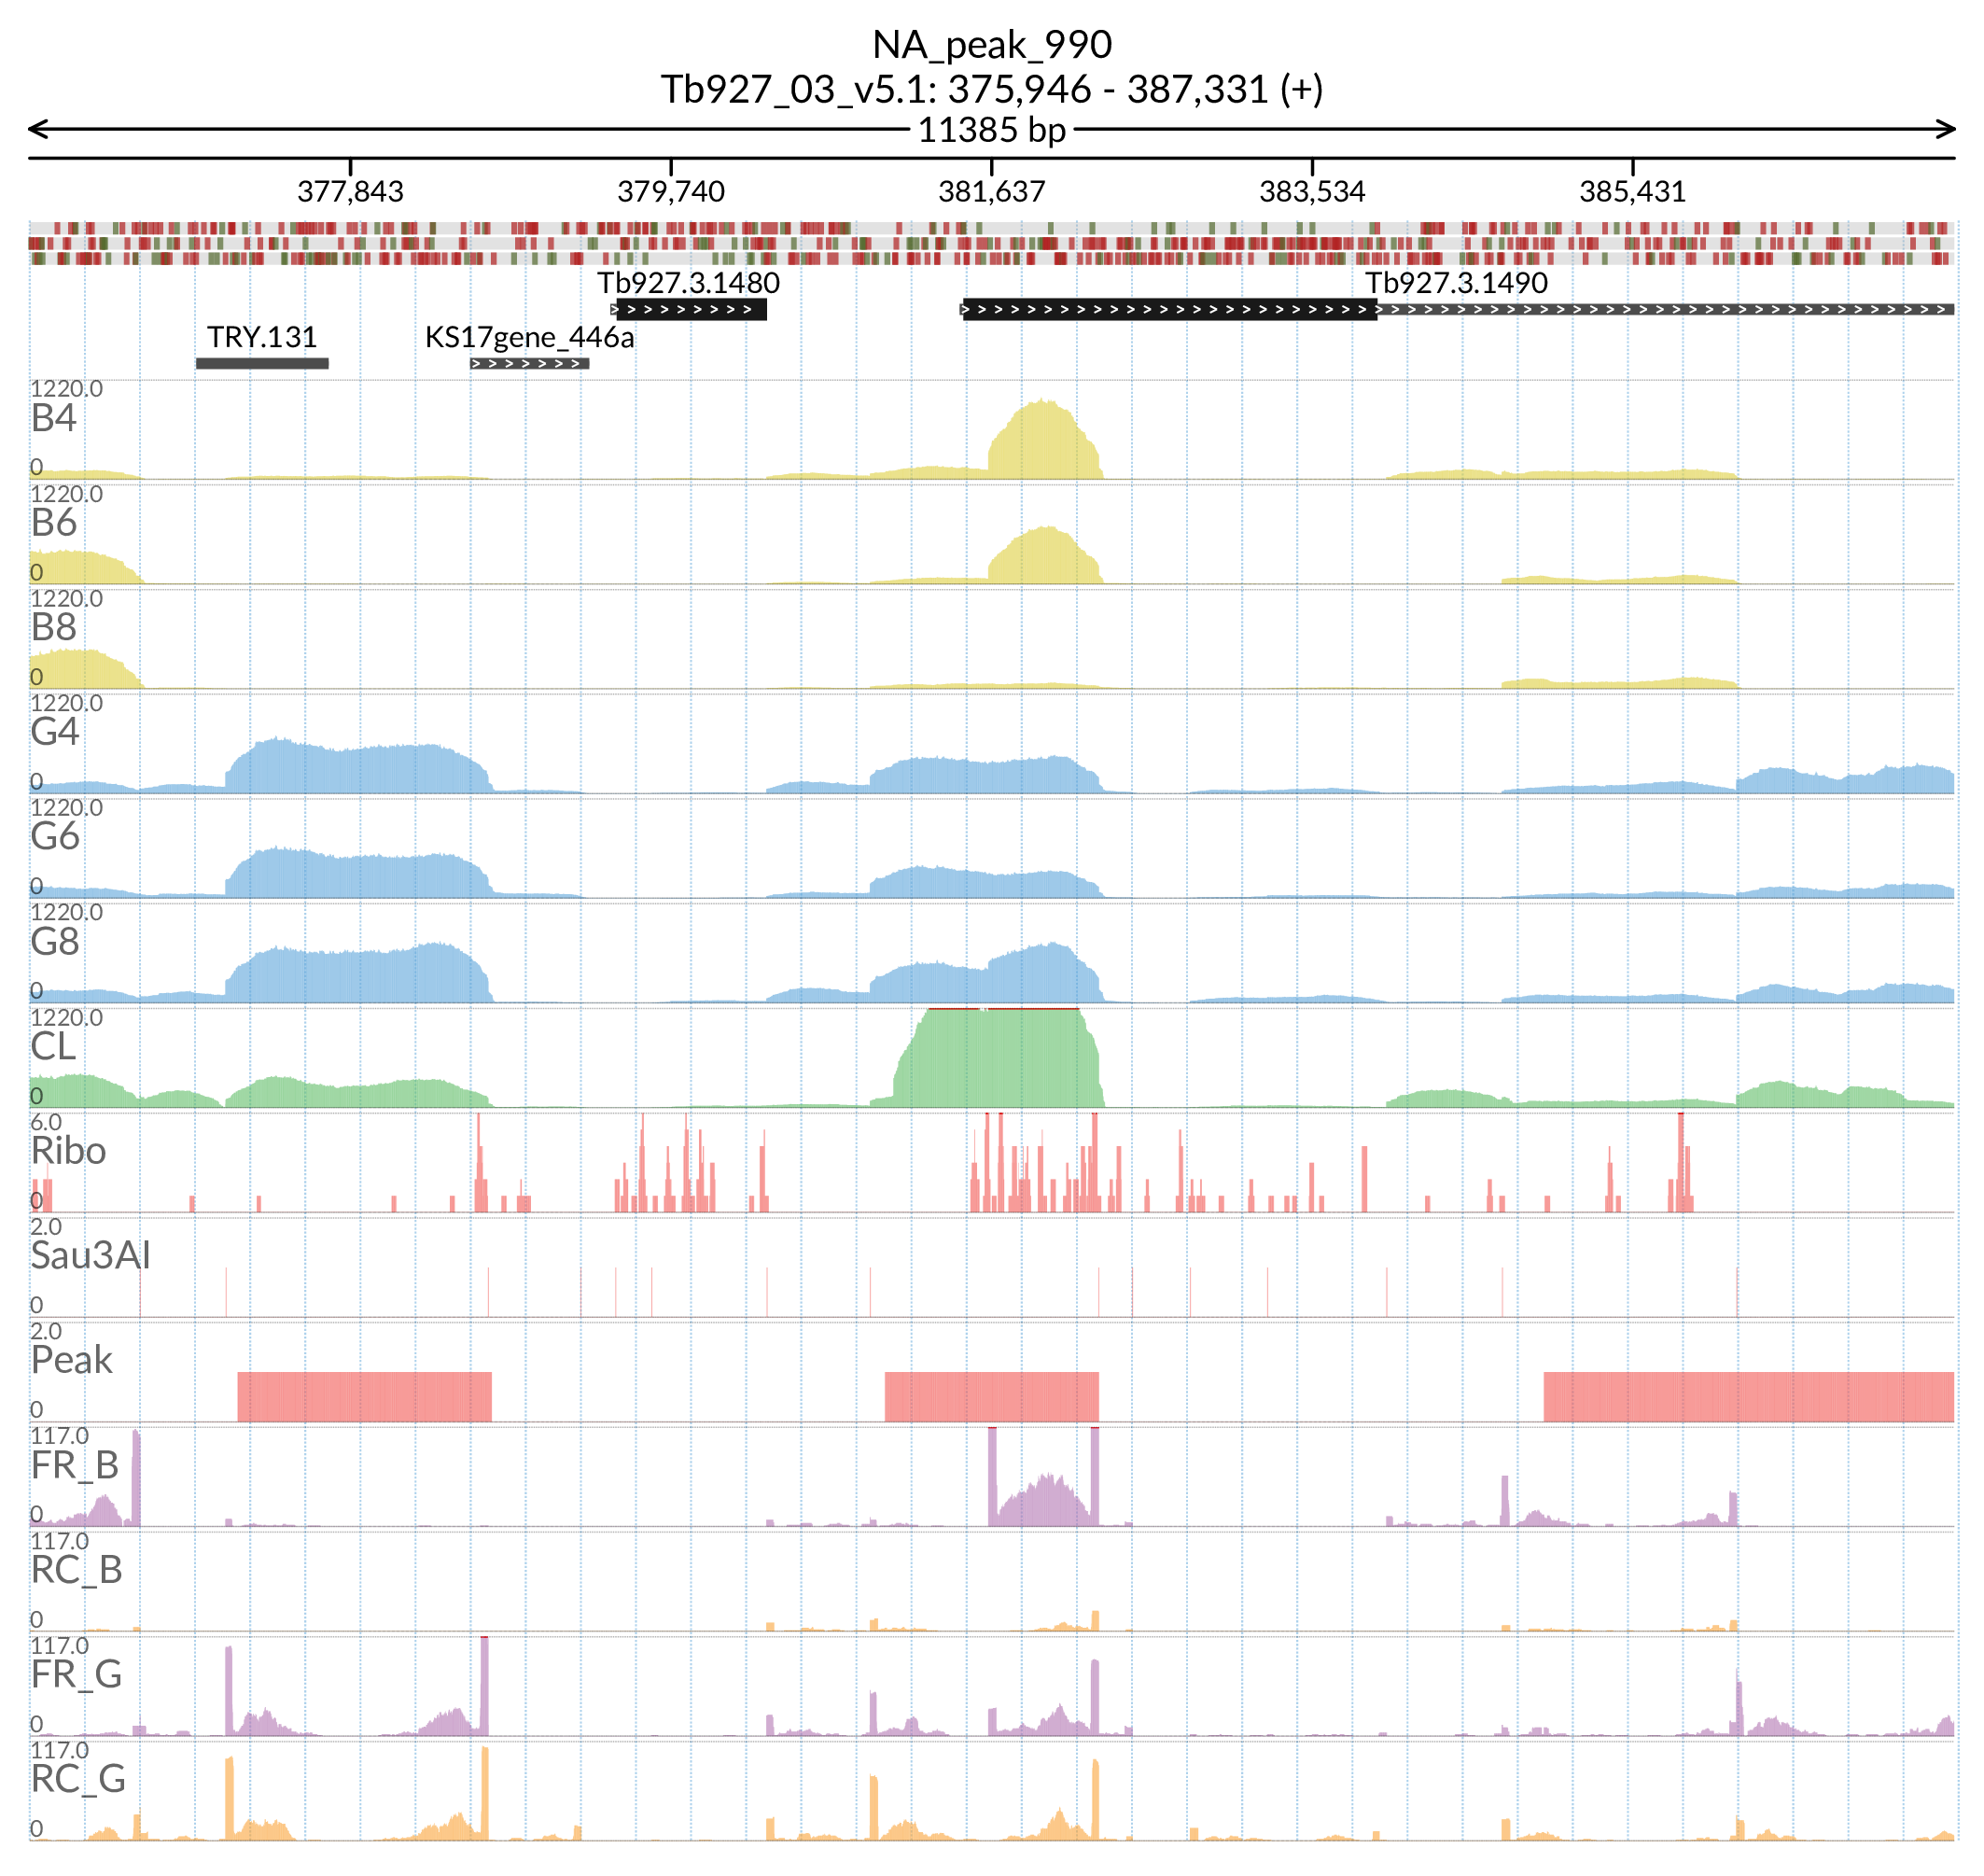 NA_peak_990
Tb927_03_v5.1: 375,946 - 387,331 (+)
11385 bp
377,843 379,740 381,637 383,534 385,431
Tb927.3.1480 Tb927.3.1490
TRY.131 KS17gene_446a
1220.0
B4
0
1220.0
B6
0
1220.0
B8
0
1220.0
G4
0
1220.0
G6
0
1220.0
G8
0
1220.0
CL
0
6.0
Ribo
0
2.0
Sau3AI
0
2.0
Peak
0
117.0
FR_B
0
117.0
RC_B
0
117.0
FR_G
0
117.0
RC_G
0